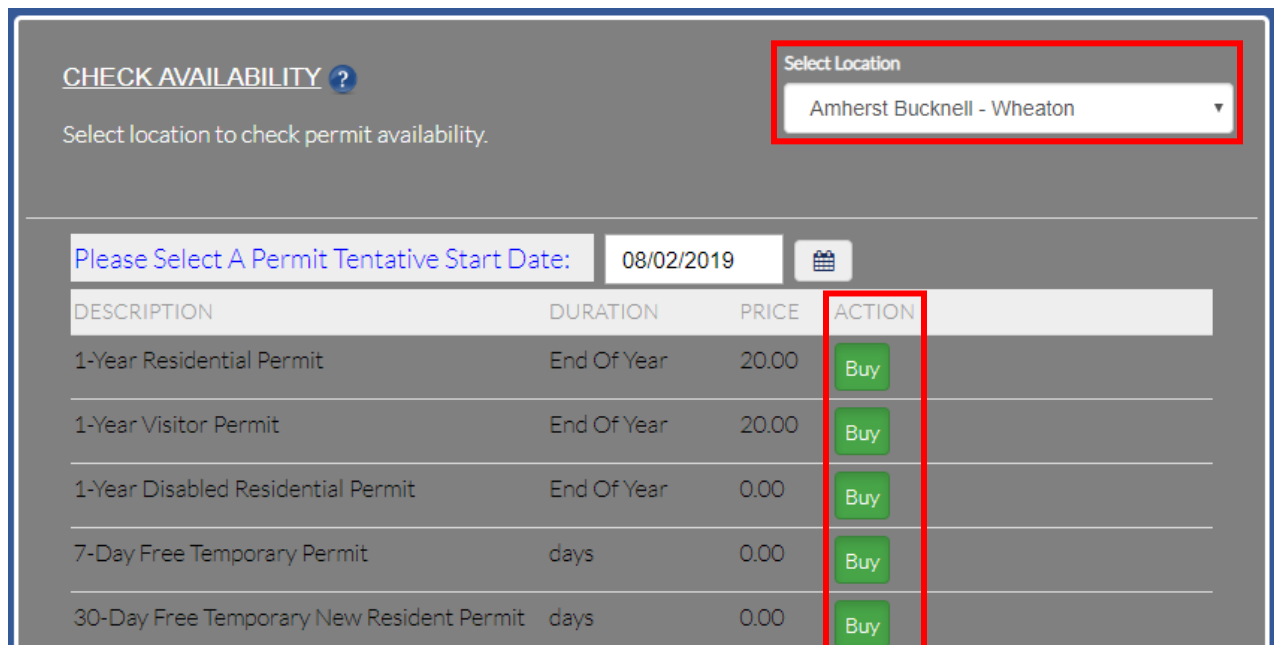 CHECK AVAILABILITY ?
Select location to check permit availability.
Select Location
Amherst Bucknell - Wheaton
Please Select A Permit Tentative Start Date: 08/02/2019
DESCRIPTION DURATION PRICE ACTION
1-Year Residential Permit End Of Year 20.00 Buy
1-Year Visitor Permit End Of Year 20.00 Buy
1-Year Disabled Residential Permit End Of Year 0.00 Buy
7-Day Free Temporary Permit days 0.00 Buy
30-Day Free Temporary New Resident Permit days 0.00 Buy